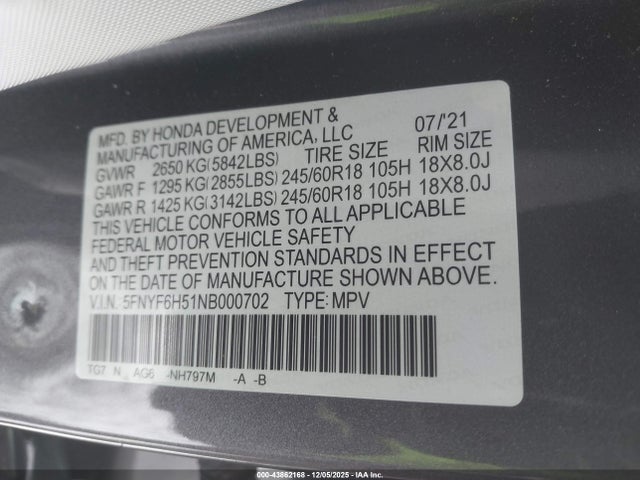 MFD. BY HONDA DEVELOPMENT & 07/'21
MANUFACTURING OF AMERICA, LLC
GVWR 2650 KG(5842LBS) TIRE SIZE RIM SIZE
GAWR F 1295 KG(2855LBS) 245/60R18 105H 18X8.0J
GAWR R 1425 KG(3142LBS) 245/60R18 105H 18X8.0J
THIS VEHICLE CONFORMS TO ALL APPLICABLE
FEDERAL MOTOR VEHICLE SAFETY
AND THEFT PREVENTION STANDARDS IN EFFECT
ON THE DATE OF MANUFACTURE SHOWN ABOVE.
V.I.N. 5FNYF6H51NB000702 TYPE: MPV
TG7 N_ AG6 -NH797M -A -B
000-43862168 - 12/05/2025 - IAA Inc.